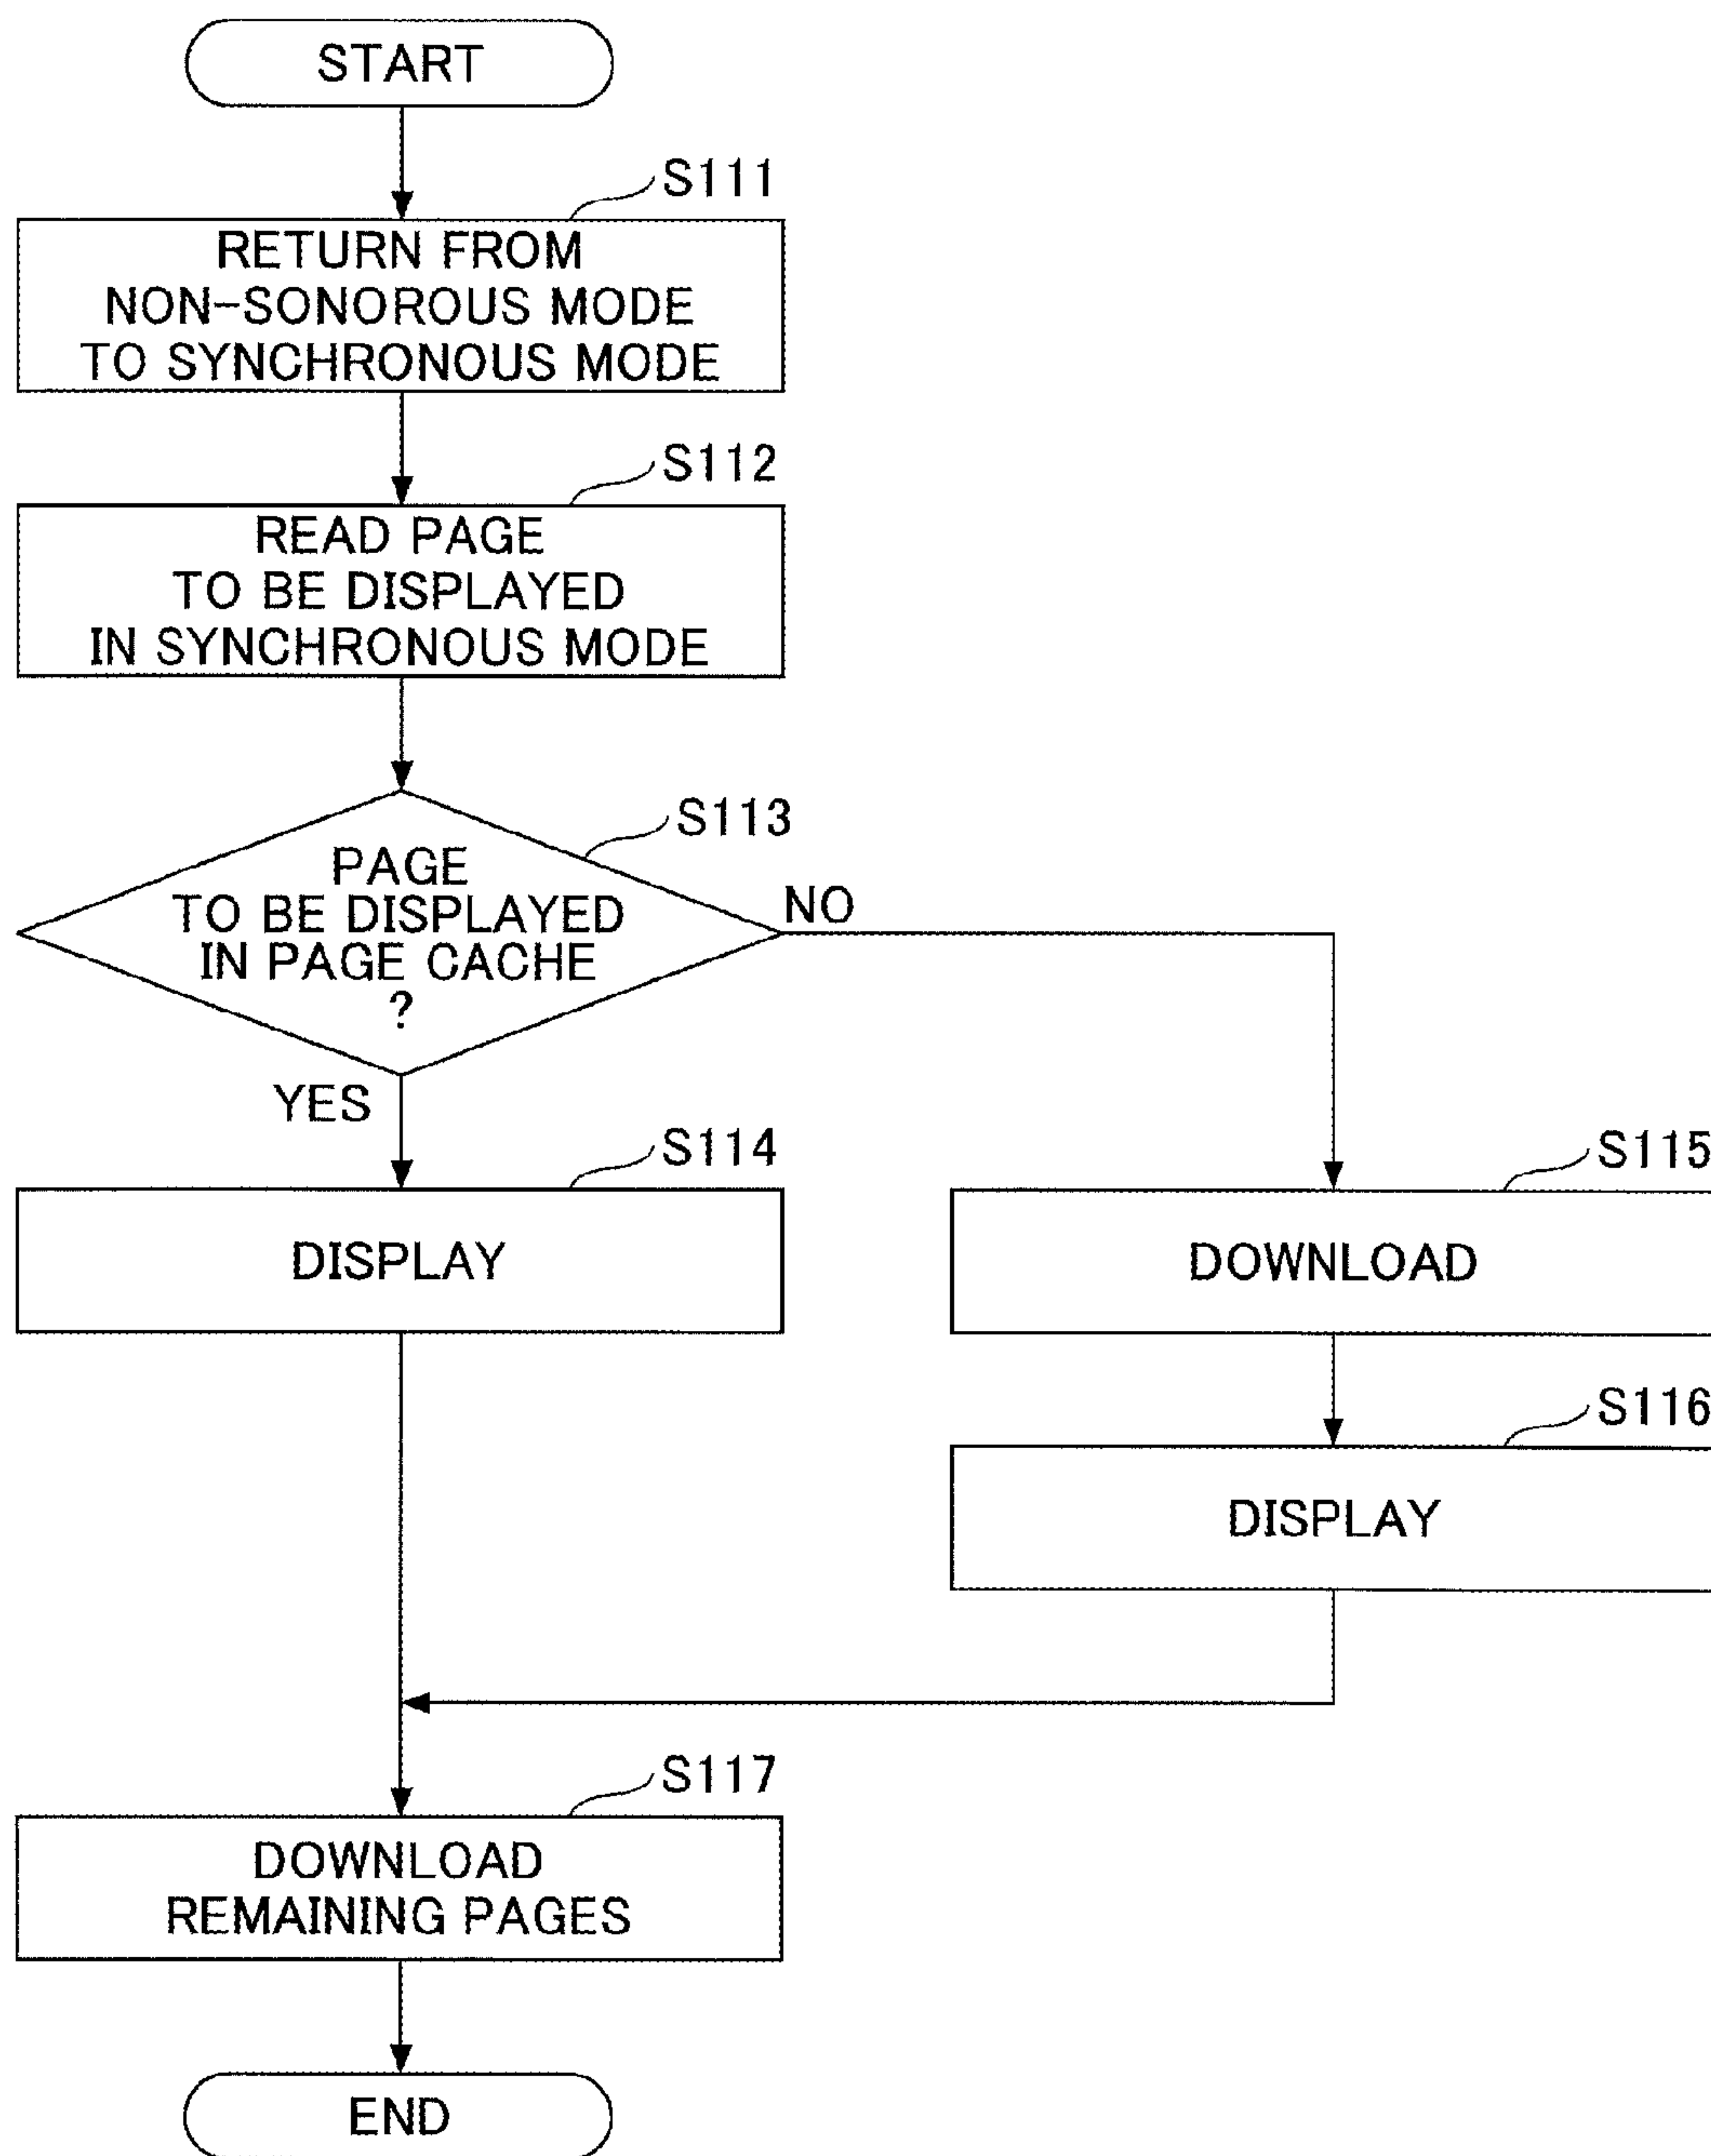 START
S111
RETURN FROM
NON-SONOROUS MODE
TO SYNCHRONOUS MODE
S112
READ PAGE
TO BE DISPLAYED
IN SYNCHRONOUS MODE
S113
PAGE
TO BE DISPLAYED
IN PAGE CACHE
?
NO
YES
S114
DISPLAY
S115
DOWNLOAD
S116
DISPLAY
S117
DOWNLOAD
REMAINING PAGES
END